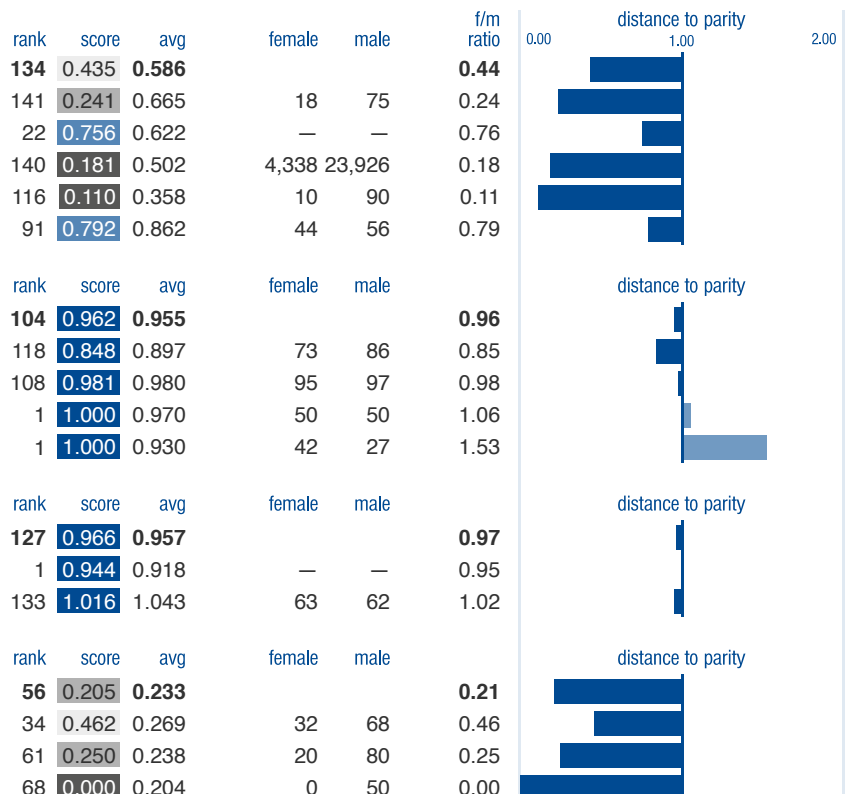 f/m
distance to parity
rank score avg female male ratio 0.00 1.00 2.00
134 0.435 0.586 0.44
141 0.241 0.665 18 75 0.24
22 0.756 0.622 — — 0.76
140 0.181 0.502 4,338 23,926 0.18
116 0.110 0.358 10 90 0.11
91 0.792 0.862 44 56 0.79
rank score avg female male distance to parity
104 0.962 0.955 0.96
118 0.848 0.897 73 86 0.85
108 0.981 0.980 95 97 0.98
1 1.000 0.970 50 50 1.06
1 1.000 0.930 42 27 1.53
rank score avg female male distance to parity
127 0.966 0.957 0.97
1 0.944 0.918 — — 0.95
133 1.016 1.043 63 62 1.02
rank score avg female male distance to parity
56 0.205 0.233 0.21
34 0.462 0.269 32 68 0.46
61 0.250 0.238 20 80 0.25
68 0.000 0.204 0 50 0.00